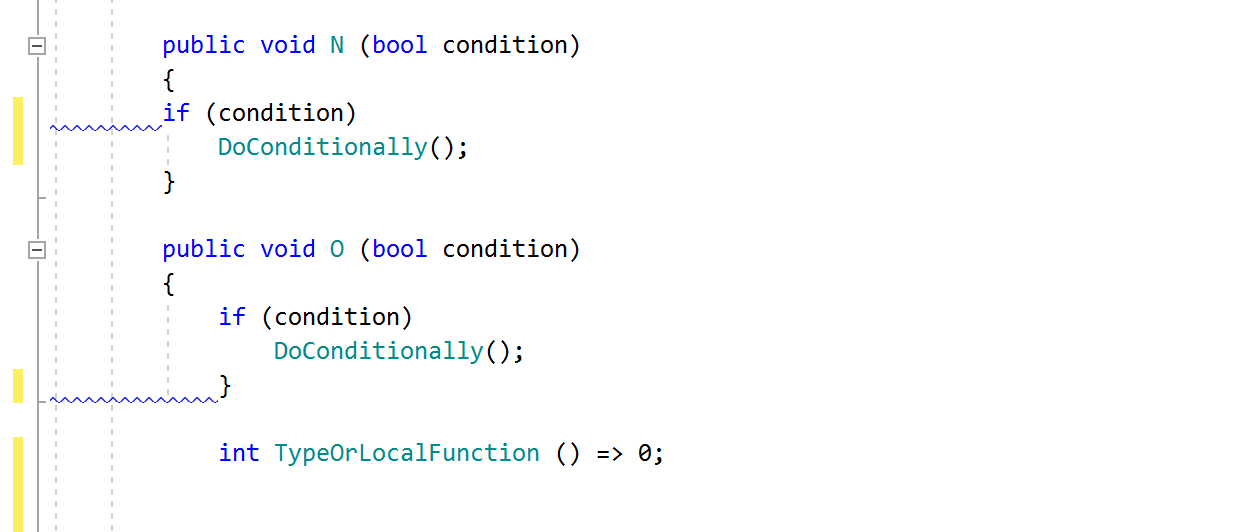 public void N (bool condition)
{
if (condition)
    DoConditionally();
}

public void O (bool condition)
{
    if (condition)
        DoConditionally();
    }

    int TypeOrLocalFunction () => 0;